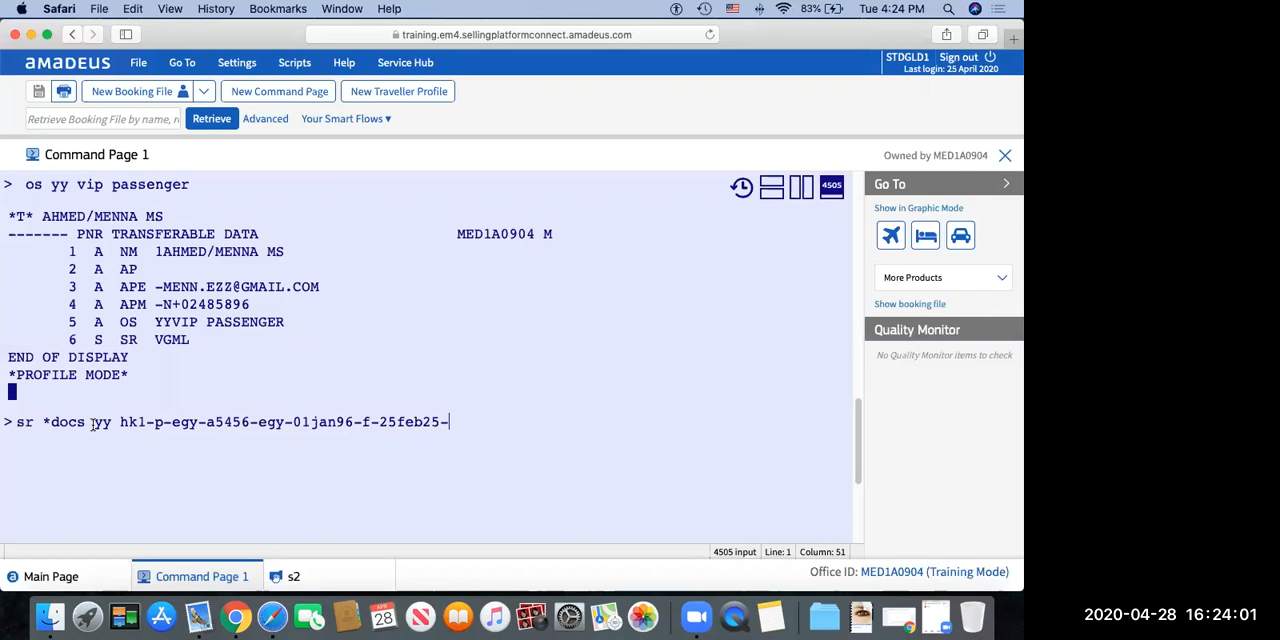 Safari File Edit View History Bookmarks Window Help 83% Tue 4:24 PM
training.em4.sellingplatformconnect.amadeus.com
amadeus File Go To Settings Scripts Help Service Hub STDGLD1 Sign out
Last login: 25 April 2020
New Booking File New Command Page New Traveller Profile
Retrieve Booking File by name, r Retrieve Advanced Your Smart Flows ▾
Command Page 1 Owned by MED1A0904
> os yy vip passenger
4505
*T* AHMED/MENNA MS
------- PNR TRANSFERABLE DATA MED1A0904 M
1 A NM 1AHMED/MENNA MS
2 A AP
3 A APE -MENN.EZZ@GMAIL.COM
4 A APM -N+02485896
5 A OS YYVIP PASSENGER
6 S SR VGML
END OF DISPLAY
*PROFILE MODE*
> sr *docs yy hk1-p-egy-a5456-egy-01jan96-f-25feb25-
Go To
Show in Graphic Mode
More Products
Show booking file
Quality Monitor
No Quality Monitor items to check
4505 input Line: 1 Column: 51
Main Page Command Page 1 s2 Office ID: MED1A0904 (Training Mode)
APR
28
2020-04-28 16:24:01